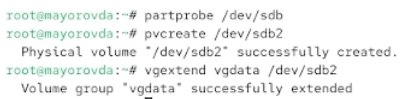 root@mayorovda:~# partprobe /dev/sdb
root@mayorovda:~# pvcreate /dev/sdb2
  Physical volume "/dev/sdb2" successfully created.
root@mayorovda:~# vgextend vgdata /dev/sdb2
  Volume group "vgdata" successfully extended